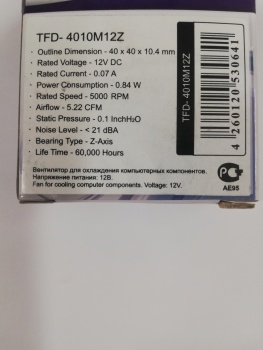 TFD- 4010M12Z
· Outline Dimension - 40 x 40 x 10.4 mm
· Rated Voltage - 12V DC
· Rated Current - 0.07 A
· Power Consumption - 0.84 W
· Rated Speed - 5000 RPM
· Airflow - 5.22 CFM
· Static Pressure - 0.1 InchH₂O
· Noise Level - < 21 dBA
· Bearing Type - Z-Axis
· Life Time - 60,000 Hours
TFD- 4010M12Z
4 260120 530641
Вентилятор для охлаждения компьютерных компонентов.
Напряжение питания: 12В.
Fan for cooling computer components. Voltage: 12V.
АЕ95